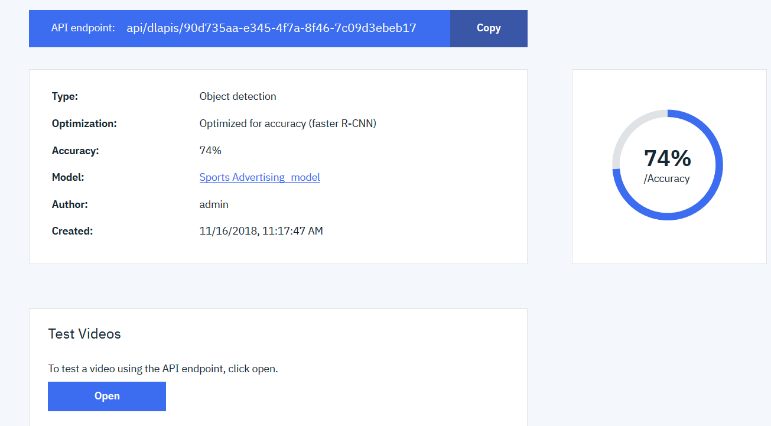 API endpoint: api/dlapis/90d735aa-e345-4f7a-8f46-7c09d3ebeb17 Copy
Type: Object detection
Optimization: Optimized for accuracy (faster R-CNN)
Accuracy: 74%
Model: Sports Advertising_model
Author: admin
Created: 11/16/2018, 11:17:47 AM
74%
/Accuracy
Test Videos
To test a video using the API endpoint, click open.
Open